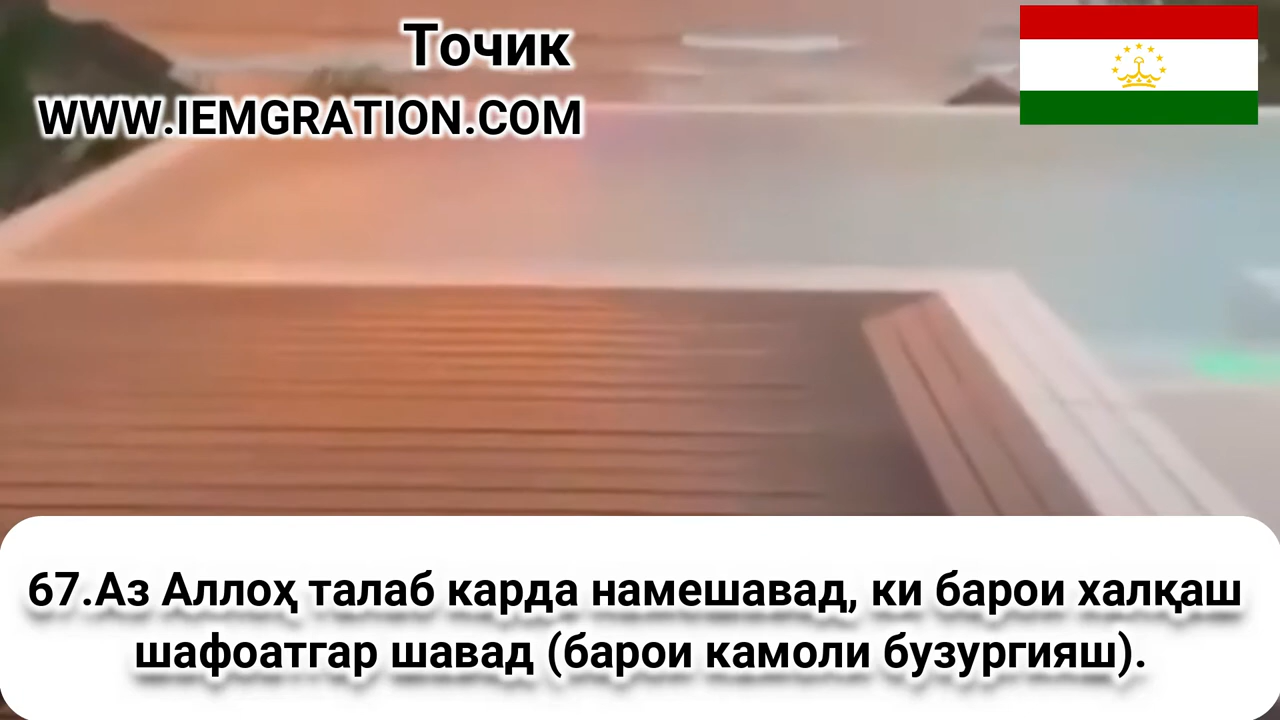 Точик
WWW.IEMGRATION.COM
67.Аз Аллоҳ талаб карда намешавад, ки барои халқаш
шафоатгар шавад (барои камоли бузургияш).